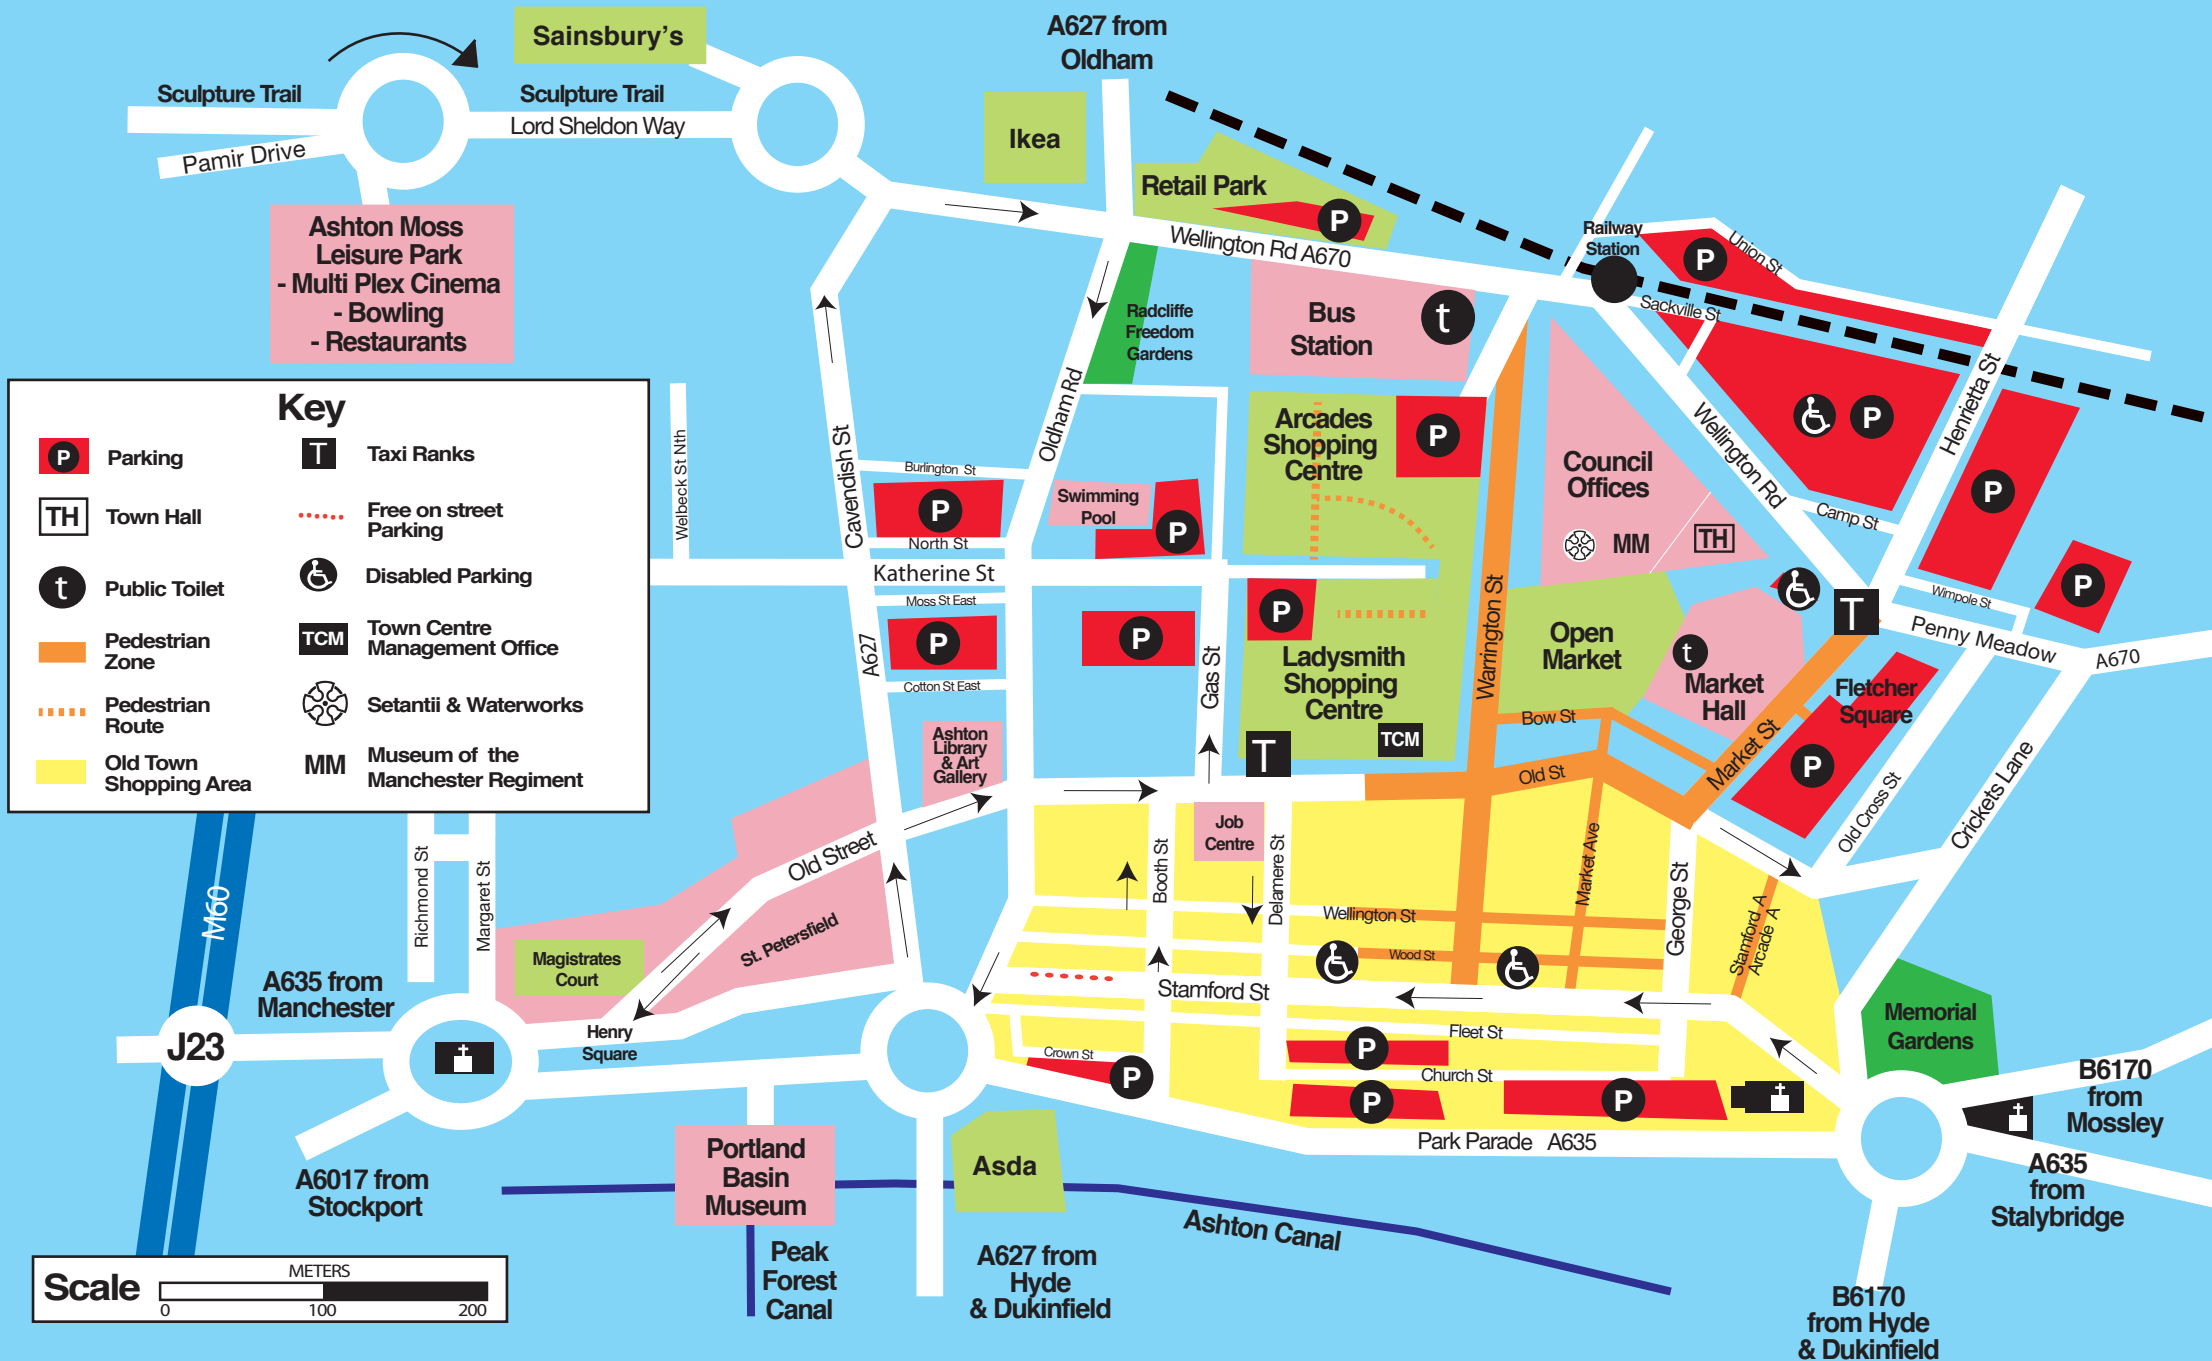 Sainsbury's
A627 from
Oldham
Sculpture Trail
Sculpture Trail
Lord Sheldon Way
Pamir Drive
Ikea
Retail Park
P
Wellington Rd A670
Railway
Station
P
Union St
Sackville St
Ashton Moss
Leisure Park
- Multi Plex Cinema
- Bowling
- Restaurants
Radcliffe
Freedom
Gardens
Bus
Station
t
Key
P Parking
T Taxi Ranks
TH Town Hall
Free on street
Parking
t Public Toilet
Disabled Parking
Pedestrian
Zone
TCM Town Centre
Management Office
Pedestrian
Route
Setantii & Waterworks
Old Town
Shopping Area
MM Museum of the
Manchester Regiment
Welbeck St Nth
Cavendish St
Oldham Rd
Burlington St
P
North St
Swimming
Pool
P
Katherine St
Moss St East
P
Cotton St East
A627
P
Gas St
Arcades
Shopping
Centre
P
P
Ladysmith
Shopping
Centre
T
TCM
Warrington St
Council
Offices
MM
TH
Wellington Rd
P
Henrietta St
P
Camp St
P
Wimpole St
T
Penny Meadow
A670
Open
Market
t
Market
Hall
Fletcher
Square
P
Bow St
Market St
Old St
Old Cross St
Crickets Lane
Ashton
Library
& Art
Gallery
Old Street
St. Petersfield
Magistrates
Court
Henry
Square
Richmond St
Margaret St
M60
J23
A635 from
Manchester
A6017 from
Stockport
Job
Centre
Booth St
Delamere St
Market Ave
George St
Stamford A
Arcade A
Wellington St
Wood St
Stamford St
Fleet St
Crown St
P
P
Church St
P
P
Park Parade A635
Memorial
Gardens
B6170
from
Mossley
A635
from
Stalybridge
B6170
from Hyde
& Dukinfield
Portland
Basin
Museum
Asda
Ashton Canal
Peak
Forest
Canal
A627 from
Hyde
& Dukinfield
Scale
METERS
0 100 200